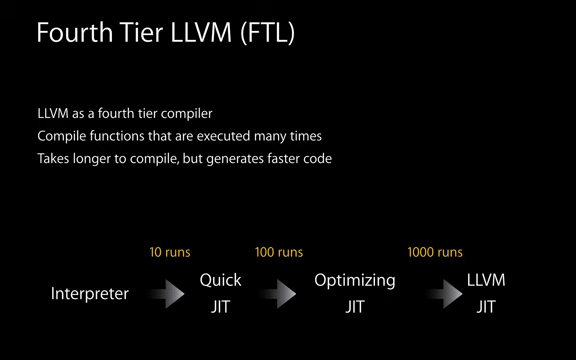 Fourth Tier LLVM (FTL)
LLVM as a fourth tier compiler
Compile functions that are executed many times
Takes longer to compile, but generates faster code
10 runs
100 runs
1000 runs
Interpreter
Quick
JIT
Optimizing
JIT
LLVM
JIT